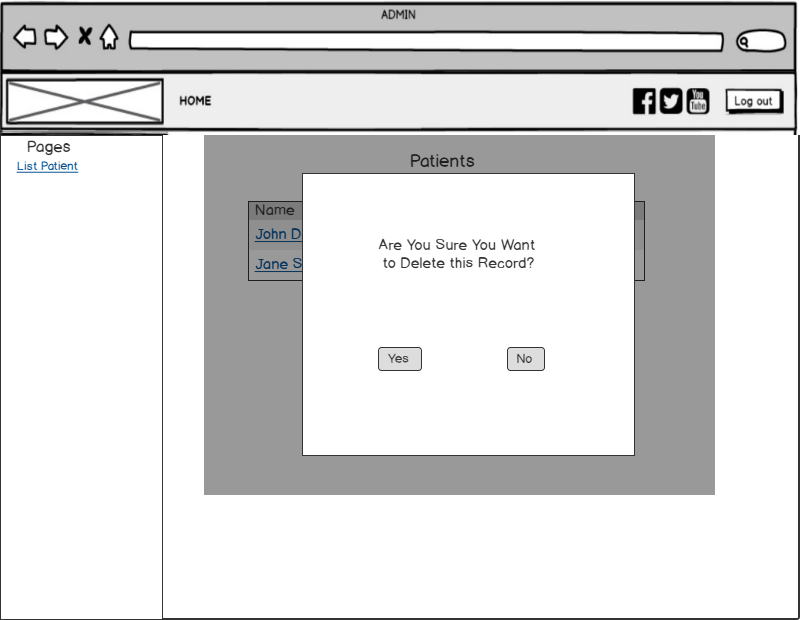 ADMIN
HOME
You
Tube
Log out
Pages
List Patient
Patients
Name
John D
Jane S
Are You Sure You Want
to Delete this Record?
Yes
No